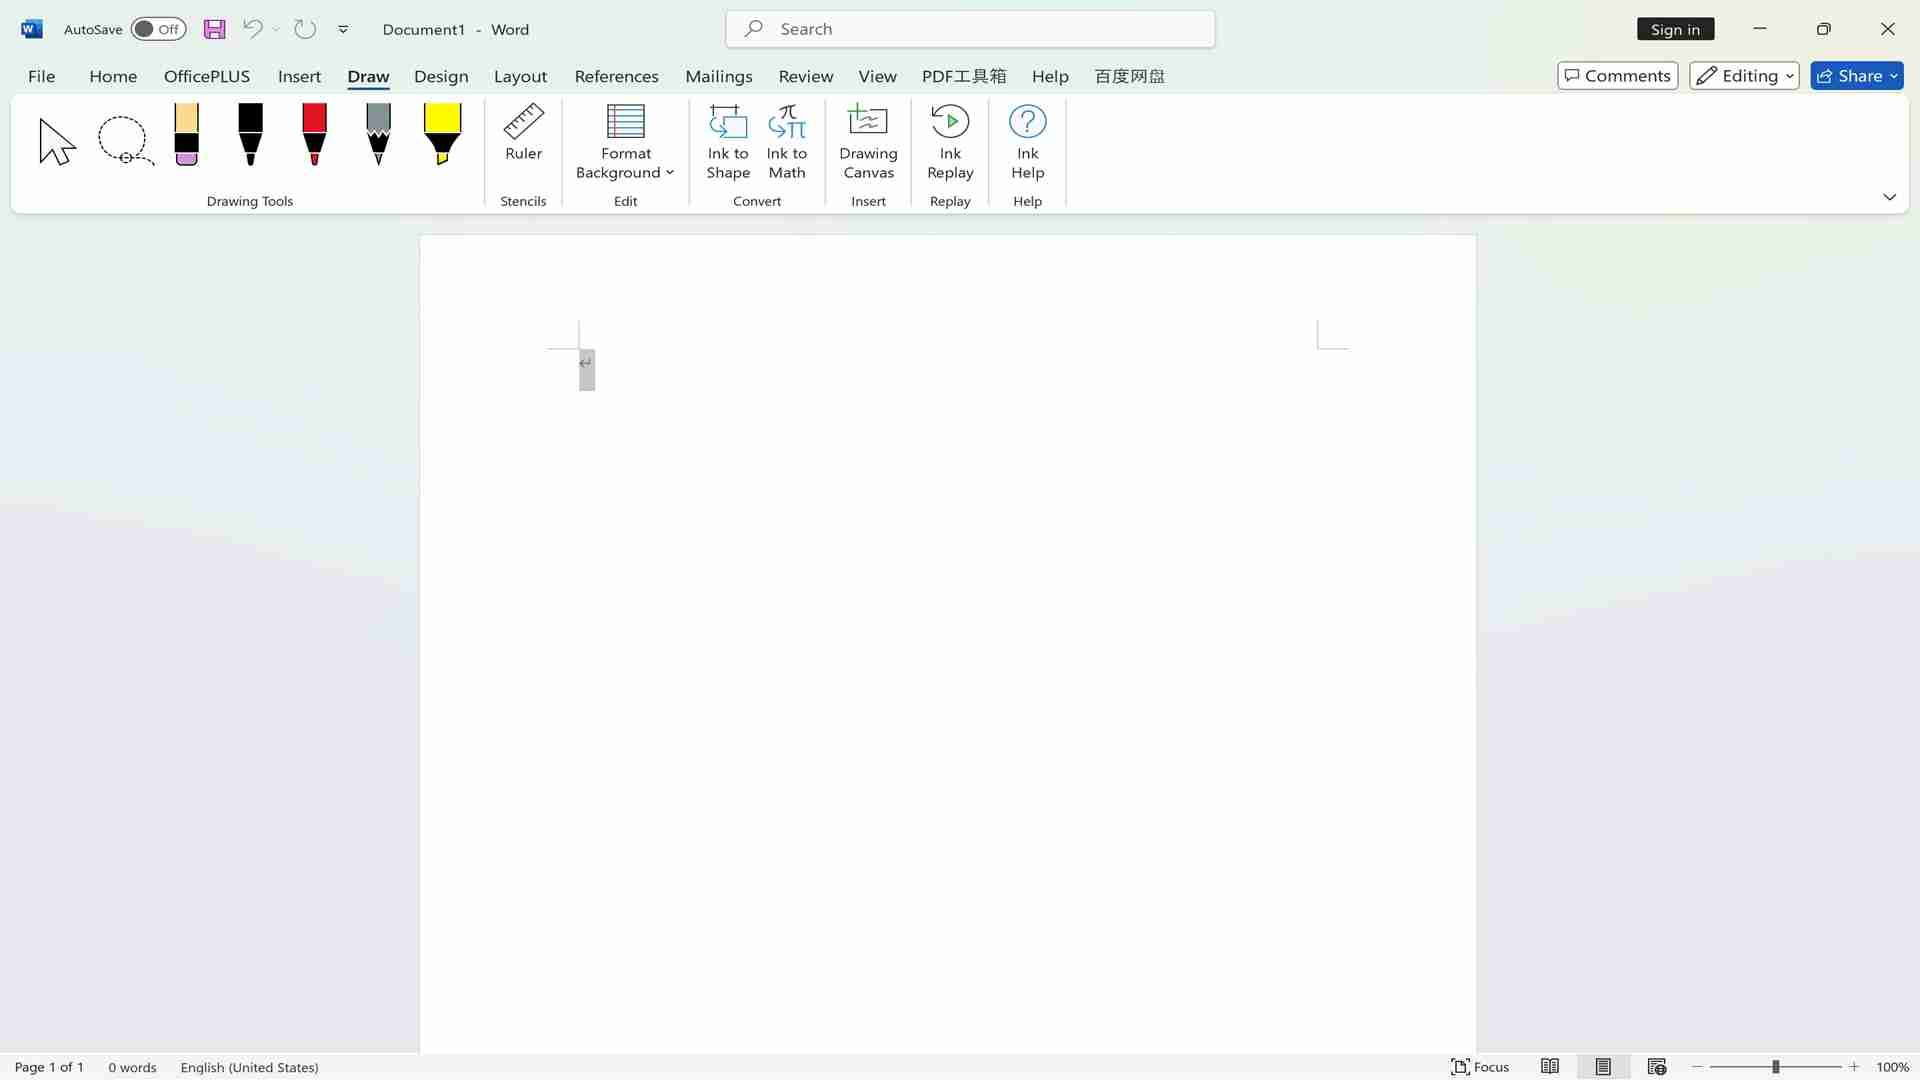 AutoSave Off Document1 - Word Search Sign in
File Home OfficePLUS Insert Draw Design Layout References Mailings Review View PDF工具箱 Help 百度网盘 Comments Editing Share
Ruler Format Background Ink to Shape Ink to Math Drawing Canvas Ink Replay Ink Help
Drawing Tools Stencils Edit Convert Insert Replay Help
Page 1 of 1 0 words English (United States) Focus 100%